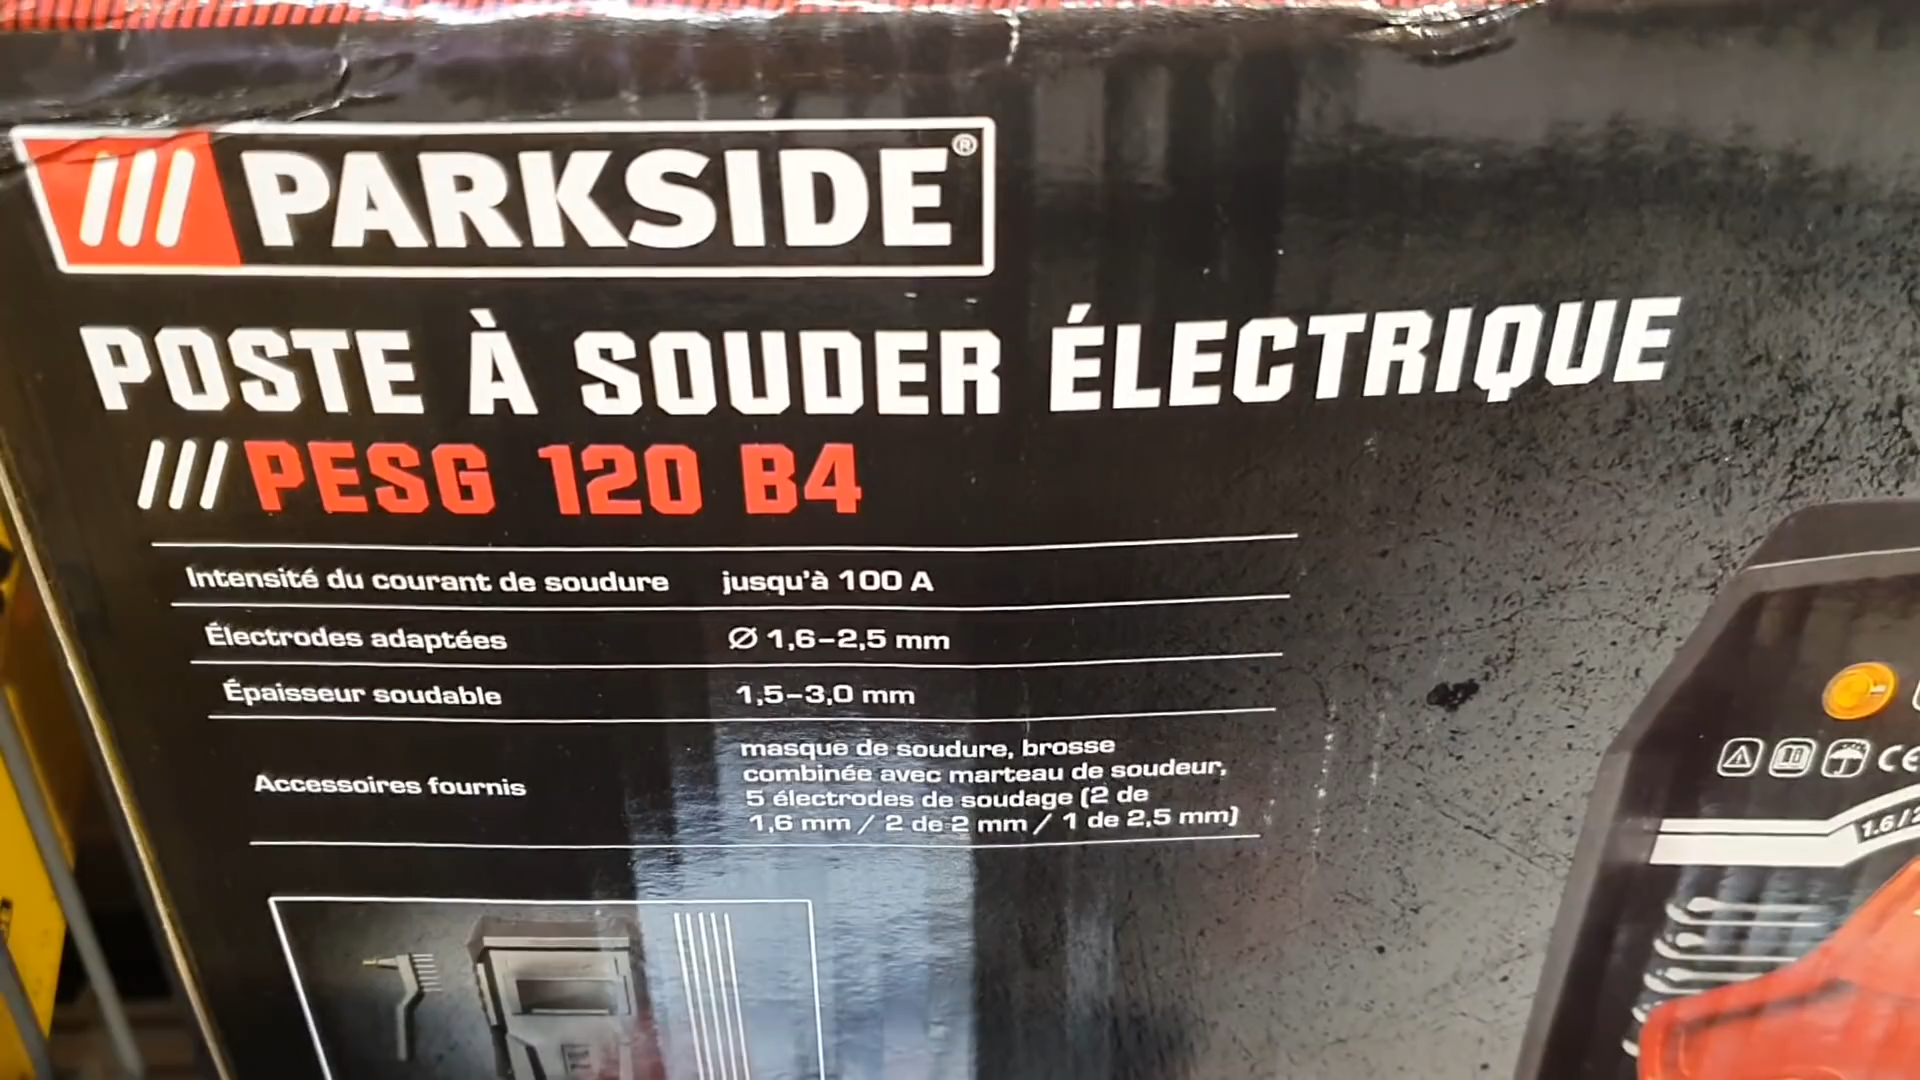 PARKSIDE®
POSTE À SOUDER ÉLECTRIQUE
///PESG 120 B4
Intensité du courant de soudure jusqu'à 100 A
Électrodes adaptées Ø 1,6–2,5 mm
Épaisseur soudable 1,5–3,0 mm
Accessoires fournis
masque de soudure, brosse
combinée avec marteau de soudeur,
5 électrodes de soudage (2 de
1,6 mm / 2 de 2 mm / 1 de 2,5 mm)
CE